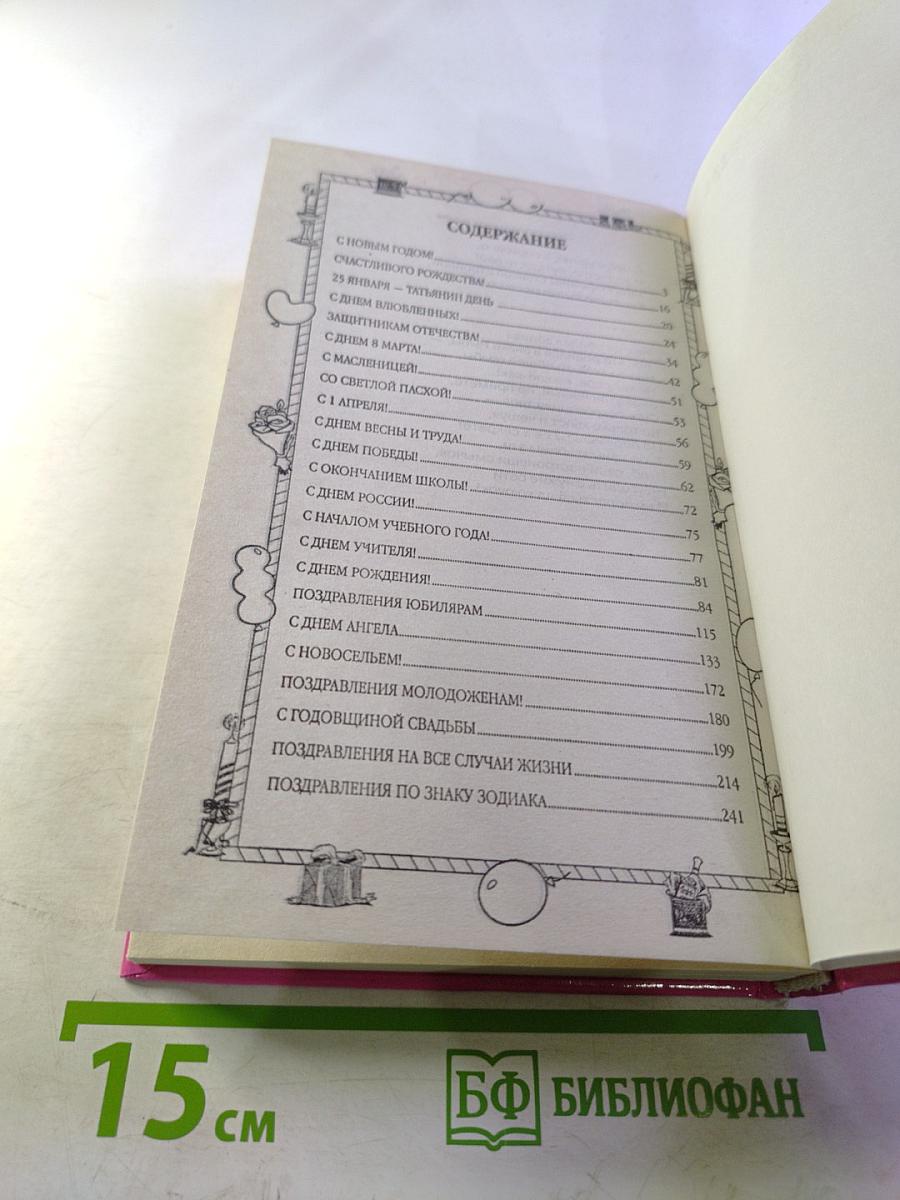 СОДЕРЖАНИЕ
С НОВЫМ ГОДОМ!...3
СЧАСТЛИВОГО РОЖДЕСТВА!...16
25 ЯНВАРЯ — ТАТЬЯНИН ДЕНЬ...20
С ДНЕМ ВЛЮБЛЕННЫХ!...24
ЗАЩИТНИКАМ ОТЕЧЕСТВА!...34
С ДНЕМ 8 МАРТА!...42
С МАСЛЕНИЦЕЙ!...51
СО СВЕТЛОЙ ПАСХОЙ!...53
С 1 АПРЕЛЯ!...56
С ДНЕМ ВЕСНЫ И ТРУДА!...59
С ДНЕМ ПОБЕДЫ!...62
С ОКОНЧАНИЕМ ШКОЛЫ!...72
С ДНЕМ РОССИИ!...75
С НАЧАЛОМ УЧЕБНОГО ГОДА!...77
С ДНЕМ УЧИТЕЛЯ!...81
С ДНЕМ РОЖДЕНИЯ!...84
ПОЗДРАВЛЕНИЯ ЮБИЛЯРАМ...115
С ДНЕМ АНГЕЛА...133
С НОВОСЕЛЬЕМ!...172
ПОЗДРАВЛЕНИЯ МОЛОДОЖЕНАМ!...180
С ГОДОВЩИНОЙ СВАДЬБЫ...199
ПОЗДРАВЛЕНИЯ НА ВСЕ СЛУЧАИ ЖИЗНИ...214
ПОЗДРАВЛЕНИЯ ПО ЗНАКУ ЗОДИАКА...241
15 см
БФ БИБЛИОФАН